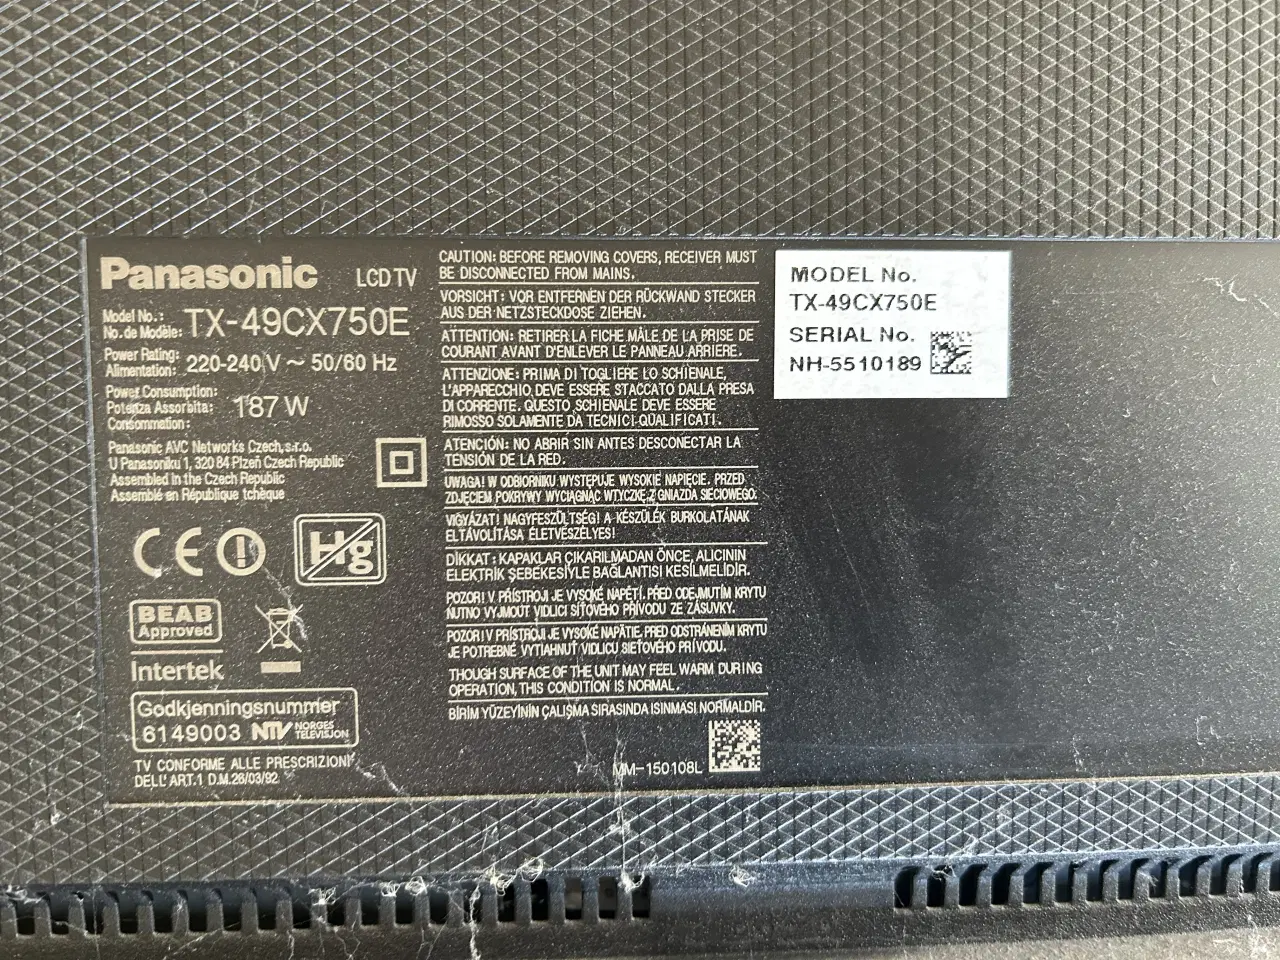 Panasonic LCD TV
Model No.:
No. de Modèle: TX-49CX750E
Power Rating:
Alimentation: 220-240 V ~ 50/60 Hz
Power Consumption:
Potenza Assorbita: 187 W
Consommation:
Panasonic AVC Networks Czech, s.r.o.
U Panasoniku 1, 320 84 Plzeň Czech Republic
Assembled in the Czech Republic
Assemblé en République tchèque
CE
Hg
BEAB
Approved
Intertek
Godkjenningsnummer
6149003 NTV NORGES
TELEVISJON
TV CONFORME ALLE PRESCRIZIONI
DELL'ART.1 D.M.26/03/92
CAUTION: BEFORE REMOVING COVERS, RECEIVER MUST
BE DISCONNECTED FROM MAINS.
VORSICHT: VOR ENTFERNEN DER RÜCKWAND STECKER
AUS DER NETZSTECKDOSE ZIEHEN.
ATTENTION: RETIRER LA FICHE MÂLE DE LA PRISE DE
COURANT AVANT D'ENLEVER LE PANNEAU ARRIERE.
ATTENZIONE: PRIMA DI TOGLIERE LO SCHIENALE,
L'APPARECCHIO DEVE ESSERE STACCATO DALLA PRESA
DI CORRENTE. QUESTO SCHIENALE DEVE ESSERE
RIMOSSO SOLAMENTE DA TECNICI QUALIFICATI.
ATENCIÓN: NO ABRIR SIN ANTES DESCONECTAR LA
TENSIÓN DE LA RED.
UWAGA! W ODBIORNIKU WYSTĘPUJE WYSOKIE NAPIĘCIE. PRZED
ZDJĘCIEM POKRYWY WYCIĄGNĄĆ WTYCZKĘ Z GNIAZDA SIECIOWEGO.
VIGYÁZAT! NAGYFESZÜLTSÉG! A KÉSZÜLÉK BURKOLATÁNAK
ELTÁVOLÍTÁSA ÉLETVESZÉLYES!
DİKKAT: KAPAKLAR ÇIKARILMADAN ÖNCE, ALICININ
ELEKTRİK ŞEBEKESİYLE BAĞLANTISI KESİLMELİDİR.
POZOR! V PŘÍSTROJI JE VYSOKÉ NAPĚTÍ. PŘED ODEJMUTÍM KRYTU
NUTNO VYJMOUT VIDLICI SÍŤOVÉHO PŘÍVODU ZE ZÁSUVKY.
POZOR! V PRÍSTROJI JE VYSOKÉ NAPÄTIE. PRED ODSTRÁNENÍM KRYTU
JE POTREBNÉ VYTIAHNUŤ VIDLICU SIEŤOVÉHO PRÍVODU.
THOUGH SURFACE OF THE UNIT MAY FEEL WARM DURING
OPERATION, THIS CONDITION IS NORMAL.
BİRİM YÜZEYİNİN ÇALIŞMA SIRASINDA ISINMASI NORMALDİR.
MM-150108L
MODEL No.
TX-49CX750E
SERIAL No.
NH-5510189